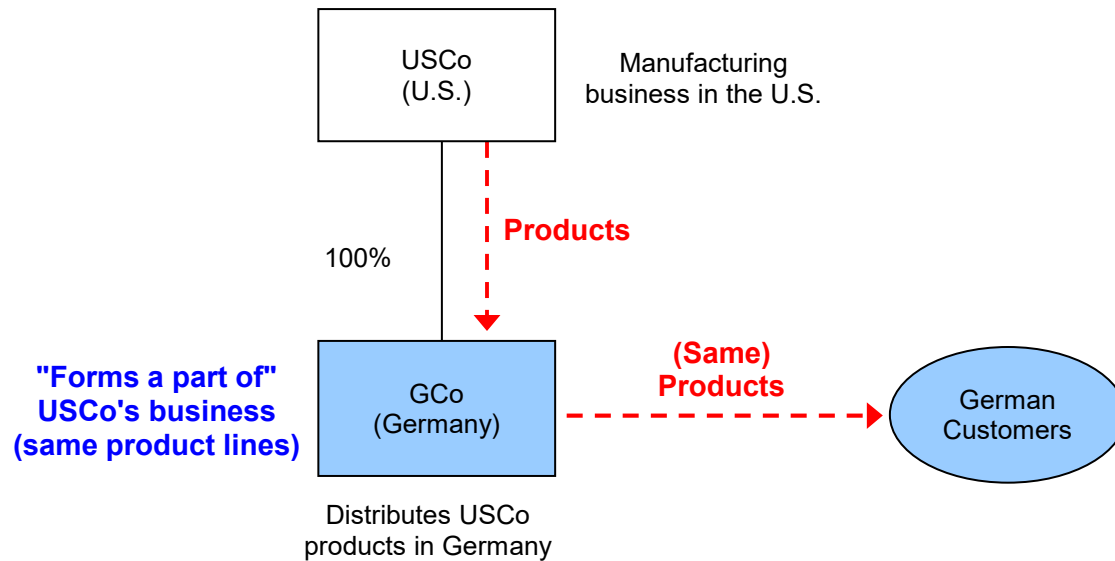 USCo
(U.S.)
Manufacturing
business in the U.S.
Products
100%
"Forms a part of"
USCo's business
(same product lines)
GCo
(Germany)
(Same)
Products
German
Customers
Distributes USCo
products in Germany